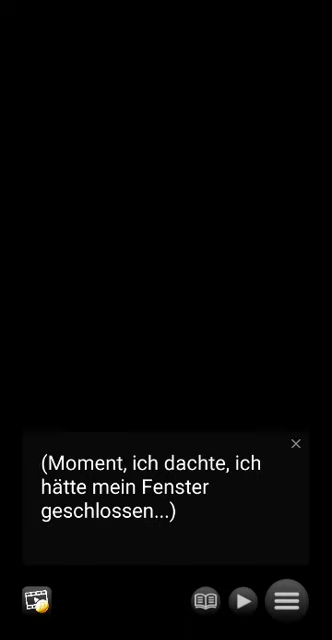 (Moment, ich dachte, ich
hätte mein Fenster
geschlossen...)